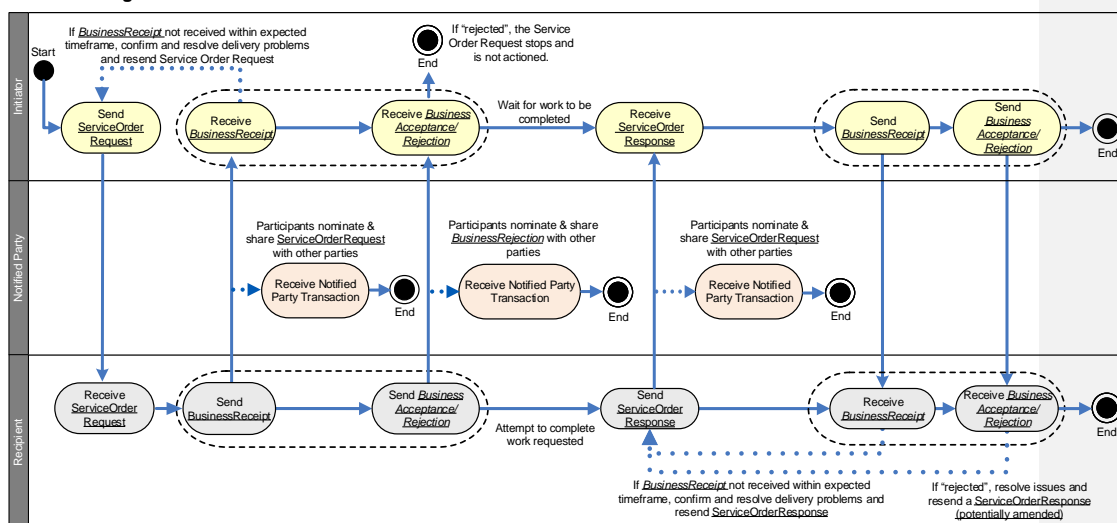 Initiator
Start
If BusinessReceipt not received within expected
timeframe, confirm and resolve delivery problems
and resend Service Order Request
End
If “rejected”, the Service
Order Request stops and
is not actioned.
Send
ServiceOrder
Request
Receive
BusinessReceipt
Receive Business
Acceptance/
Rejection
Wait for work to be
completed
Receive
ServiceOrder
Response
Send
BusinessReceipt
Send
Business
Acceptance/
Rejection
End
Notified Party
Participants nominate &
share ServiceOrderRequest
with other parties
Receive Notified
Party Transaction
End
Participants nominate & share
BusinessRejection with other
parties
Receive Notified Party
Transaction
End
Participants nominate &
share ServiceOrderRequest
with other parties
Receive Notified
Party Transaction
End
Recipient
Receive
ServiceOrder
Request
Send
BusinessReceipt
Send Business
Acceptance/
Rejection
Attempt to complete
work requested
Send
ServiceOrder
Response
Receive
BusinessReceipt
Receive Business
Acceptance/
Rejection
End
If BusinessReceipt not received within expected
timeframe, confirm and resolve delivery problems and
resend ServiceOrderResponse
If “rejected”, resolve issues and
resend a ServiceOrderResponse
(potentially amended)